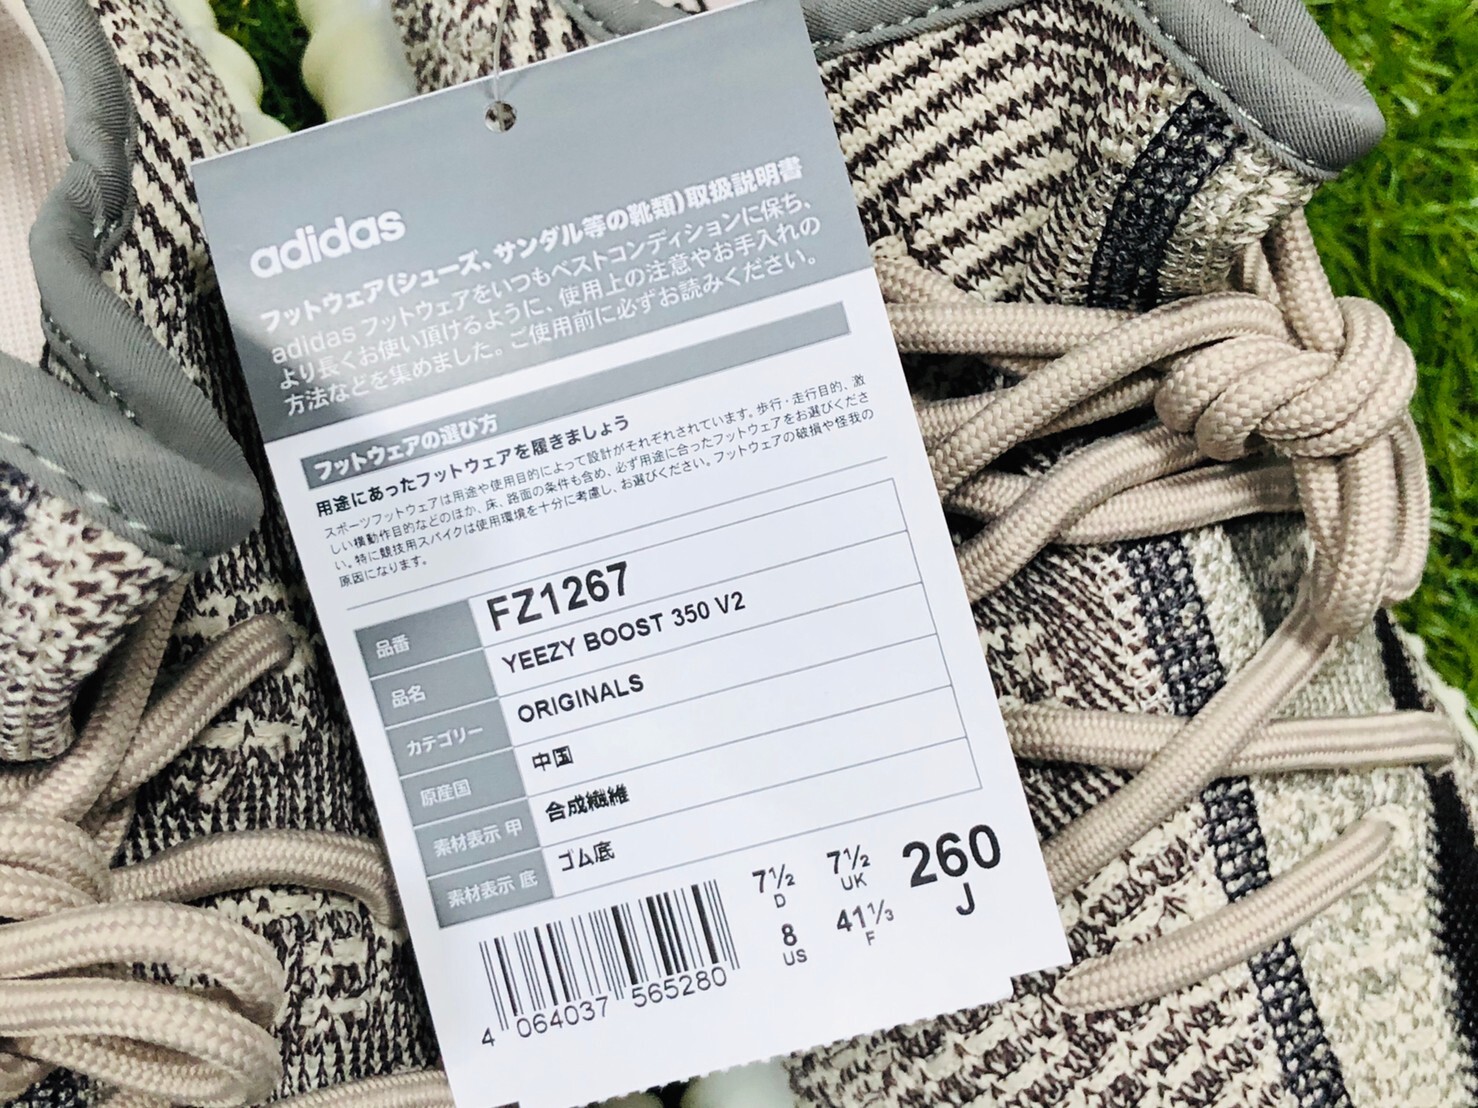 adidas
フットウェア(シューズ、サンダル等の靴類)取扱説明書
adidas フットウェアをいつもベストコンディションに保ち、
より長くお使い頂けるように、使用上の注意やお手入れの
方法などを集めました。ご使用前に必ずお読みください。
フットウェアの選び方
用途にあったフットウェアを履きましょう
スポーツフットウェアは用途や使用目的によって設計がそれぞれされています。歩行・走行目的、激
しい横動作目的などのほか、床、路面の条件も含め、必ず用途に合ったフットウェアをお選びくださ
い。特に競技用スパイクは使用環境を十分に考慮し、お選びください。フットウェアの破損や怪我の
原因になります。
品番 FZ1267
品名 YEEZY BOOST 350 V2
カテゴリー ORIGINALS
原産国 中国
素材表示 甲 合成繊維
素材表示 底 ゴム底
7½ D 7½ UK 260 J
8 US 41⅓ F
4 064037 565280